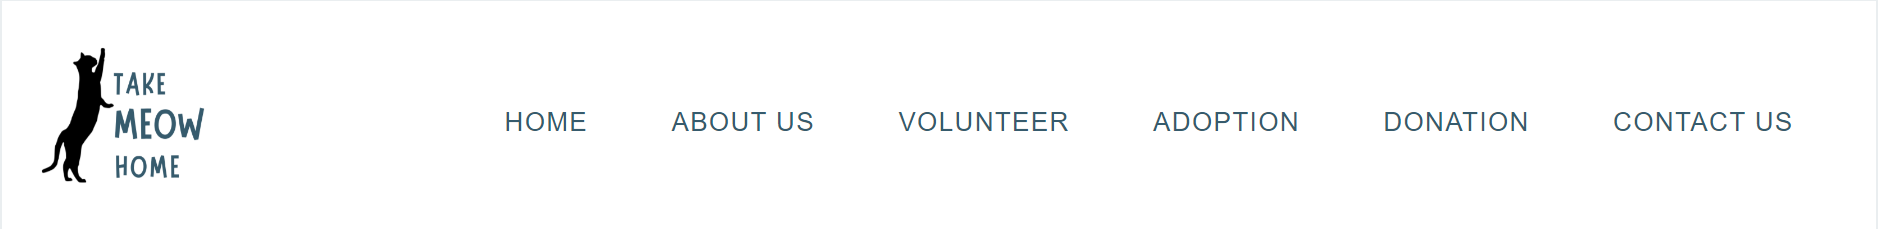 TAKE
MEOW
HOME
HOME ABOUT US VOLUNTEER ADOPTION DONATION CONTACT US